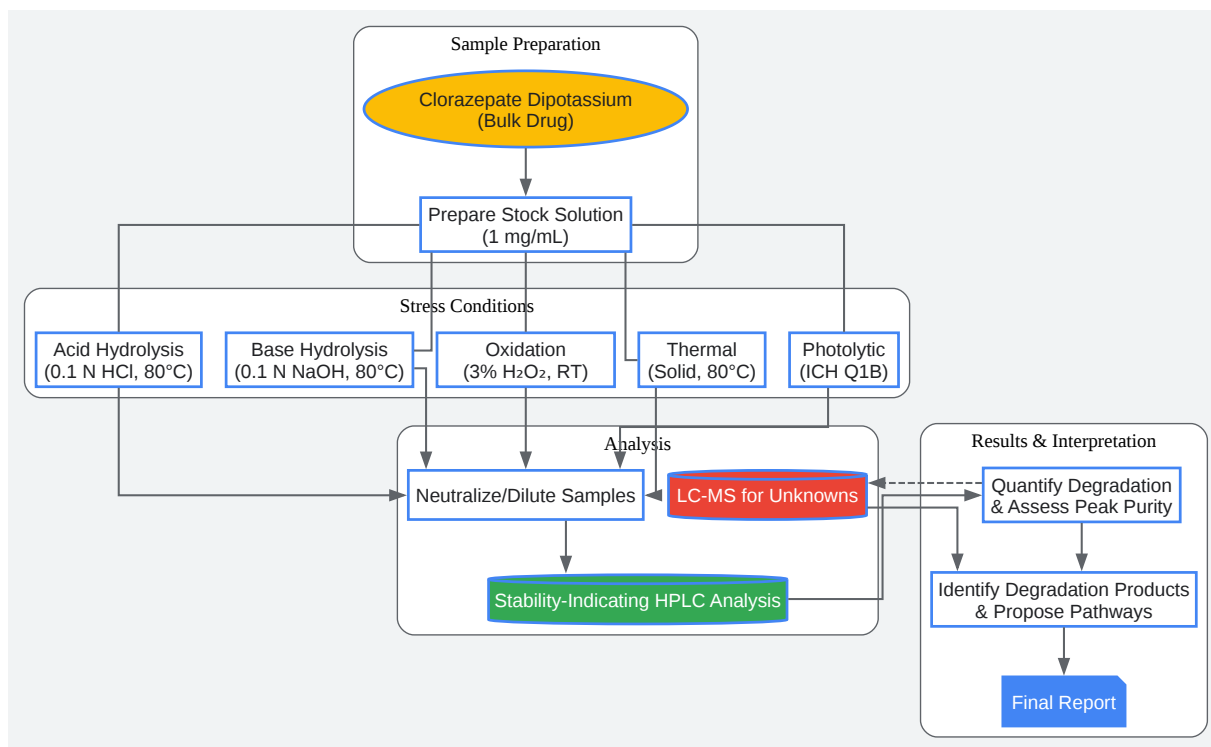 Sample Preparation
Clorazepate Dipotassium
(Bulk Drug)
Prepare Stock Solution
(1 mg/mL)
Stress Conditions
Acid Hydrolysis
(0.1 N HCl, 80°C)
Base Hydrolysis
(0.1 N NaOH, 80°C)
Oxidation
(3% H₂O₂, RT)
Thermal
(Solid, 80°C)
Photolytic
(ICH Q1B)
Analysis
Neutralize/Dilute Samples
LC-MS for Unknowns
Stability-Indicating HPLC Analysis
Results & Interpretation
Quantify Degradation
& Assess Peak Purity
Identify Degradation Products
& Propose Pathways
Final Report